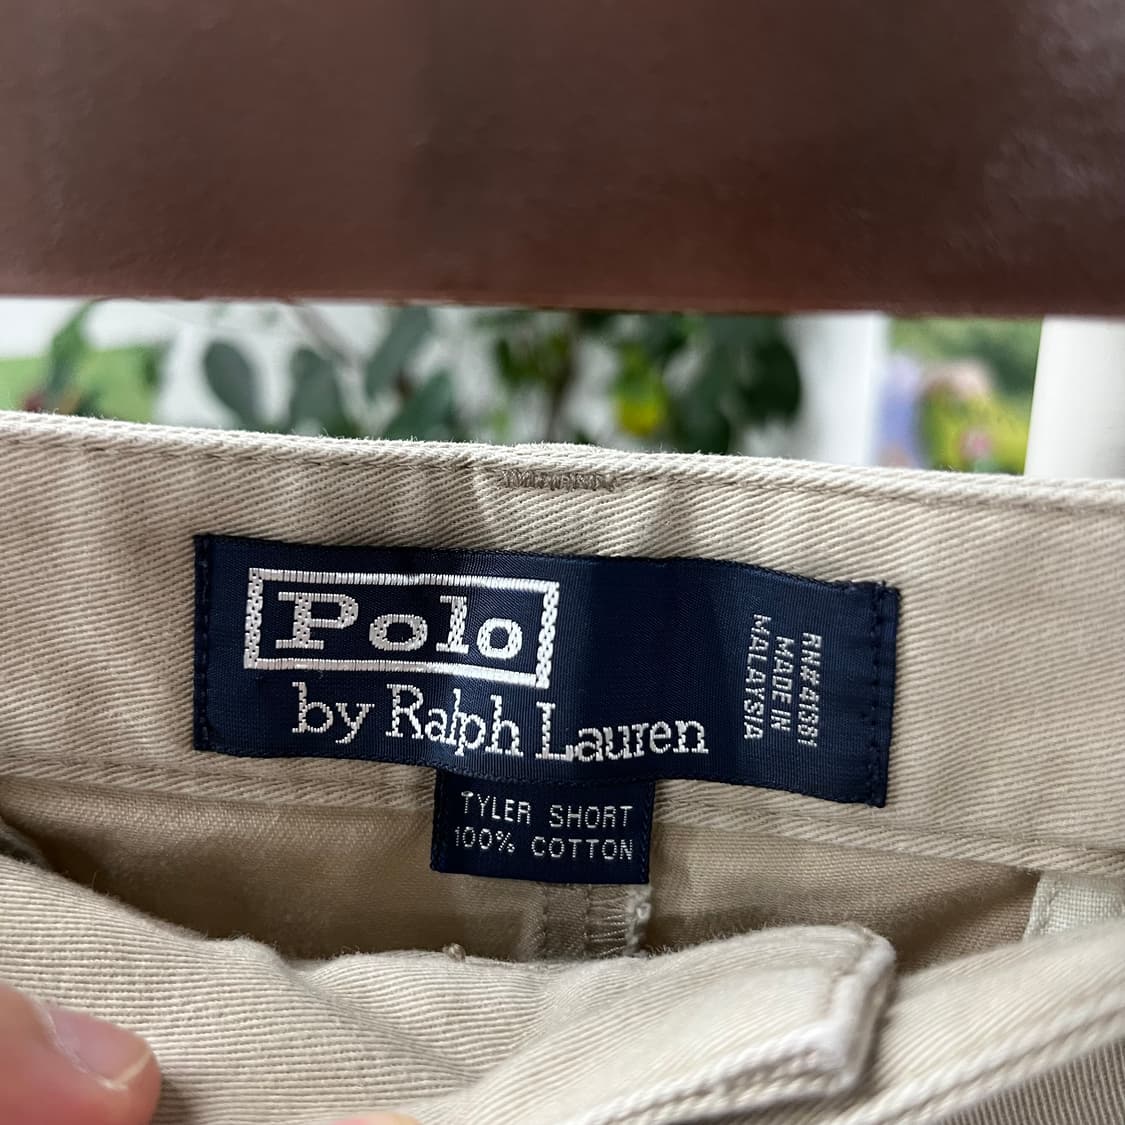 Polo
by Ralph Lauren
RN#41381
MADE IN
MALAYSIA
TYLER SHORT
100% COTTON